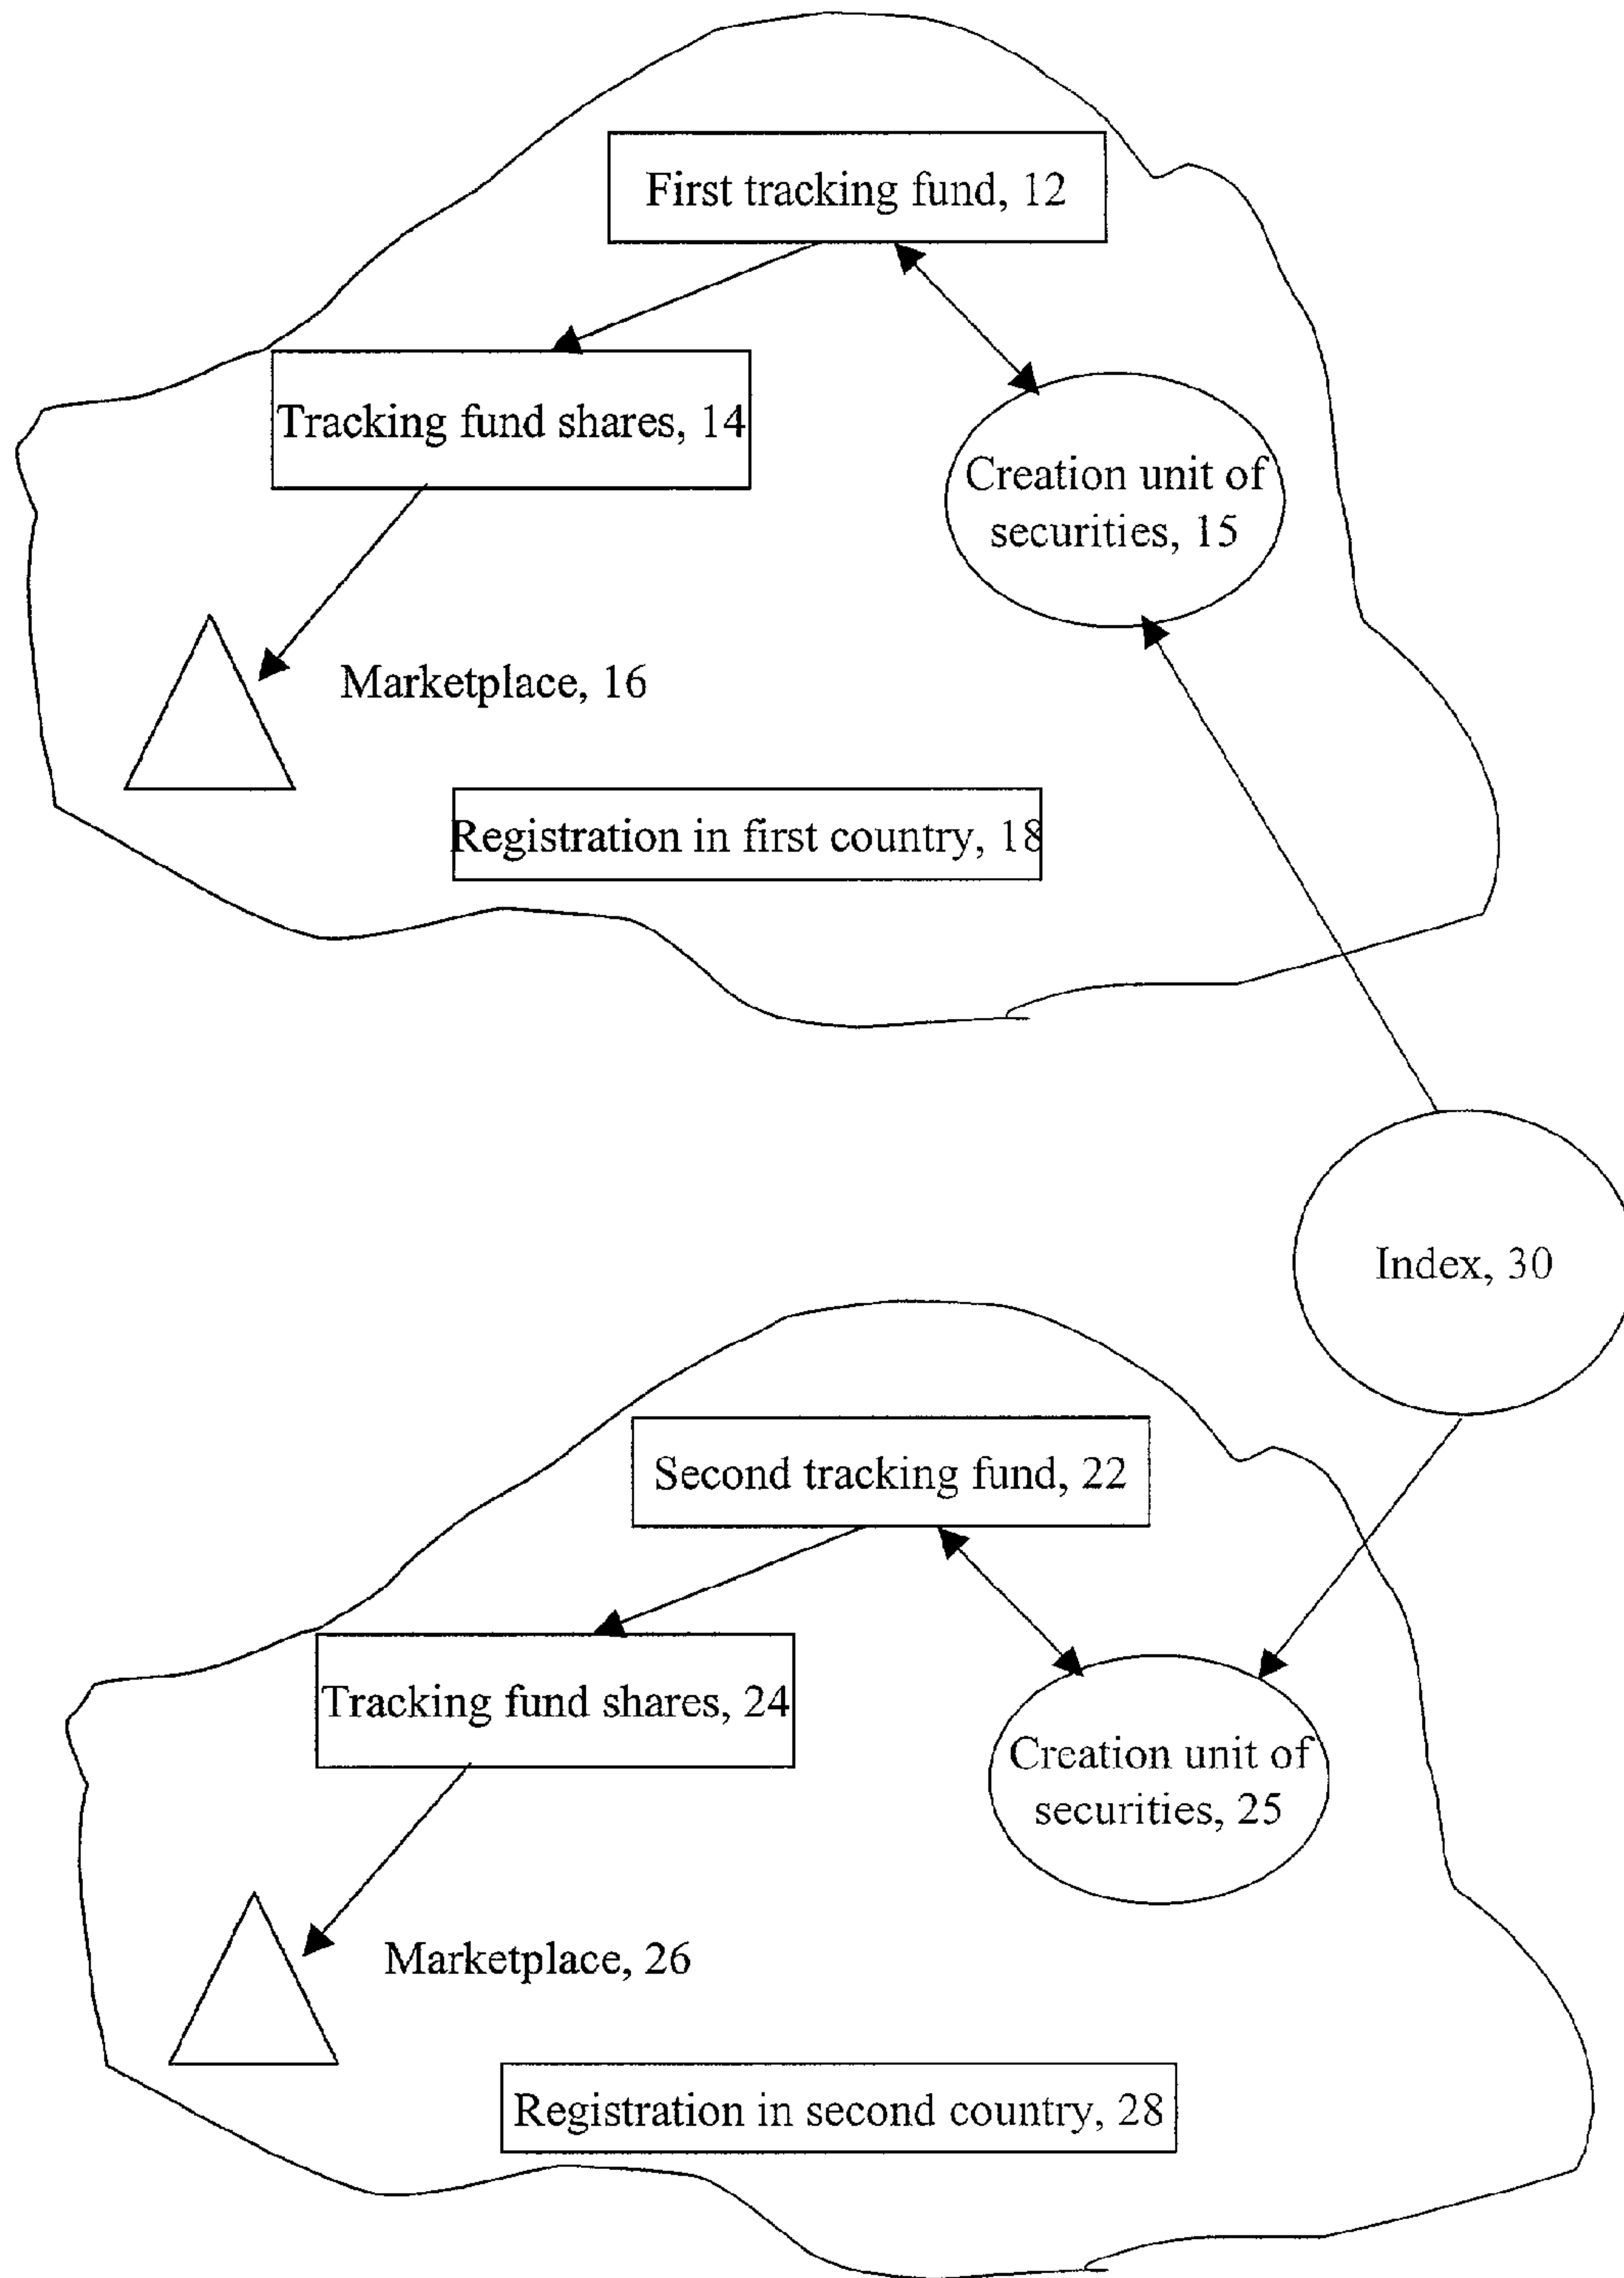 First tracking fund, 12
Tracking fund shares, 14
Creation unit of
securities, 15
Marketplace, 16
Registration in first country, 18
Index, 30
Second tracking fund, 22
Tracking fund shares, 24
Creation unit of
securities, 25
Marketplace, 26
Registration in second country, 28